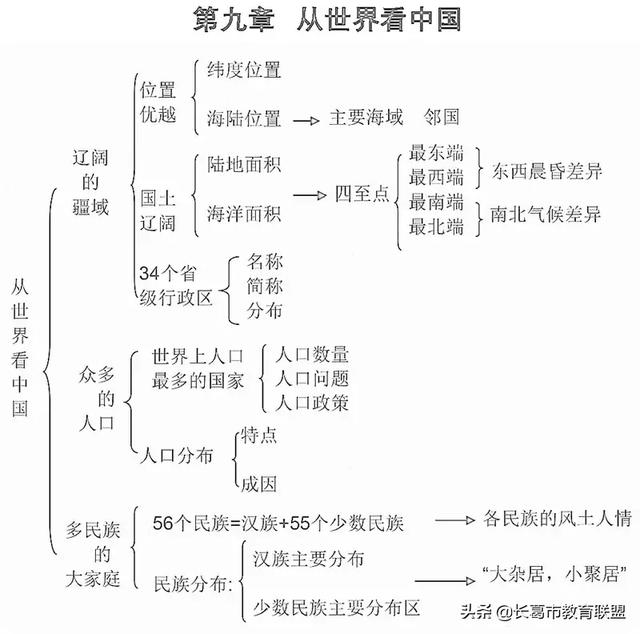 第九章 从世界看中国
从世界看中国
辽阔的疆域
位置优越
纬度位置
海陆位置 → 主要海域 邻国
国土辽阔
陆地面积
海洋面积
→ 四至点
最东端
最西端
东西晨昏差异
最南端
最北端
南北气候差异
34个省
级行政区
名称
简称
分布
众多的人口
世界上人口
最多的国家
人口数量
人口问题
人口政策
人口分布
特点
成因
多民族的大家庭
56个民族=汉族+55个少数民族 → 各民族的风土人情
民族分布:
汉族主要分布
少数民族主要分布区
→ “大杂居，小聚居”
头条 @长葛市教育联盟